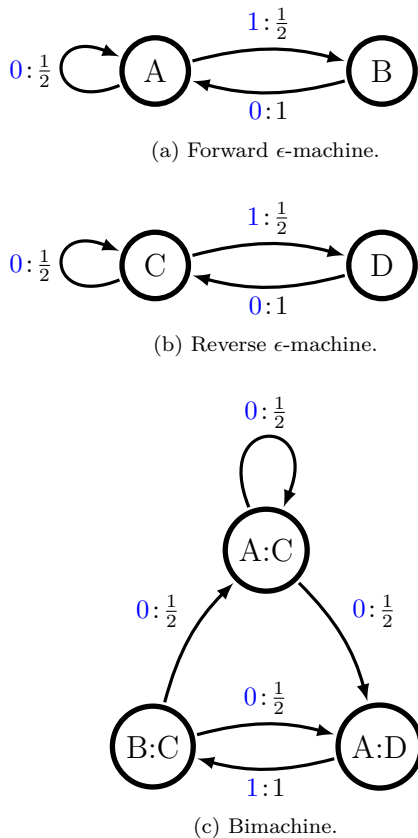 1:½
0:½ A B
0:1
(a) Forward ϵ-machine.
1:½
0:½ C D
0:1
(b) Reverse ϵ-machine.
0:½
A:C
0:½ 0:½
0:½
B:C A:D
1:1
(c) Bimachine.